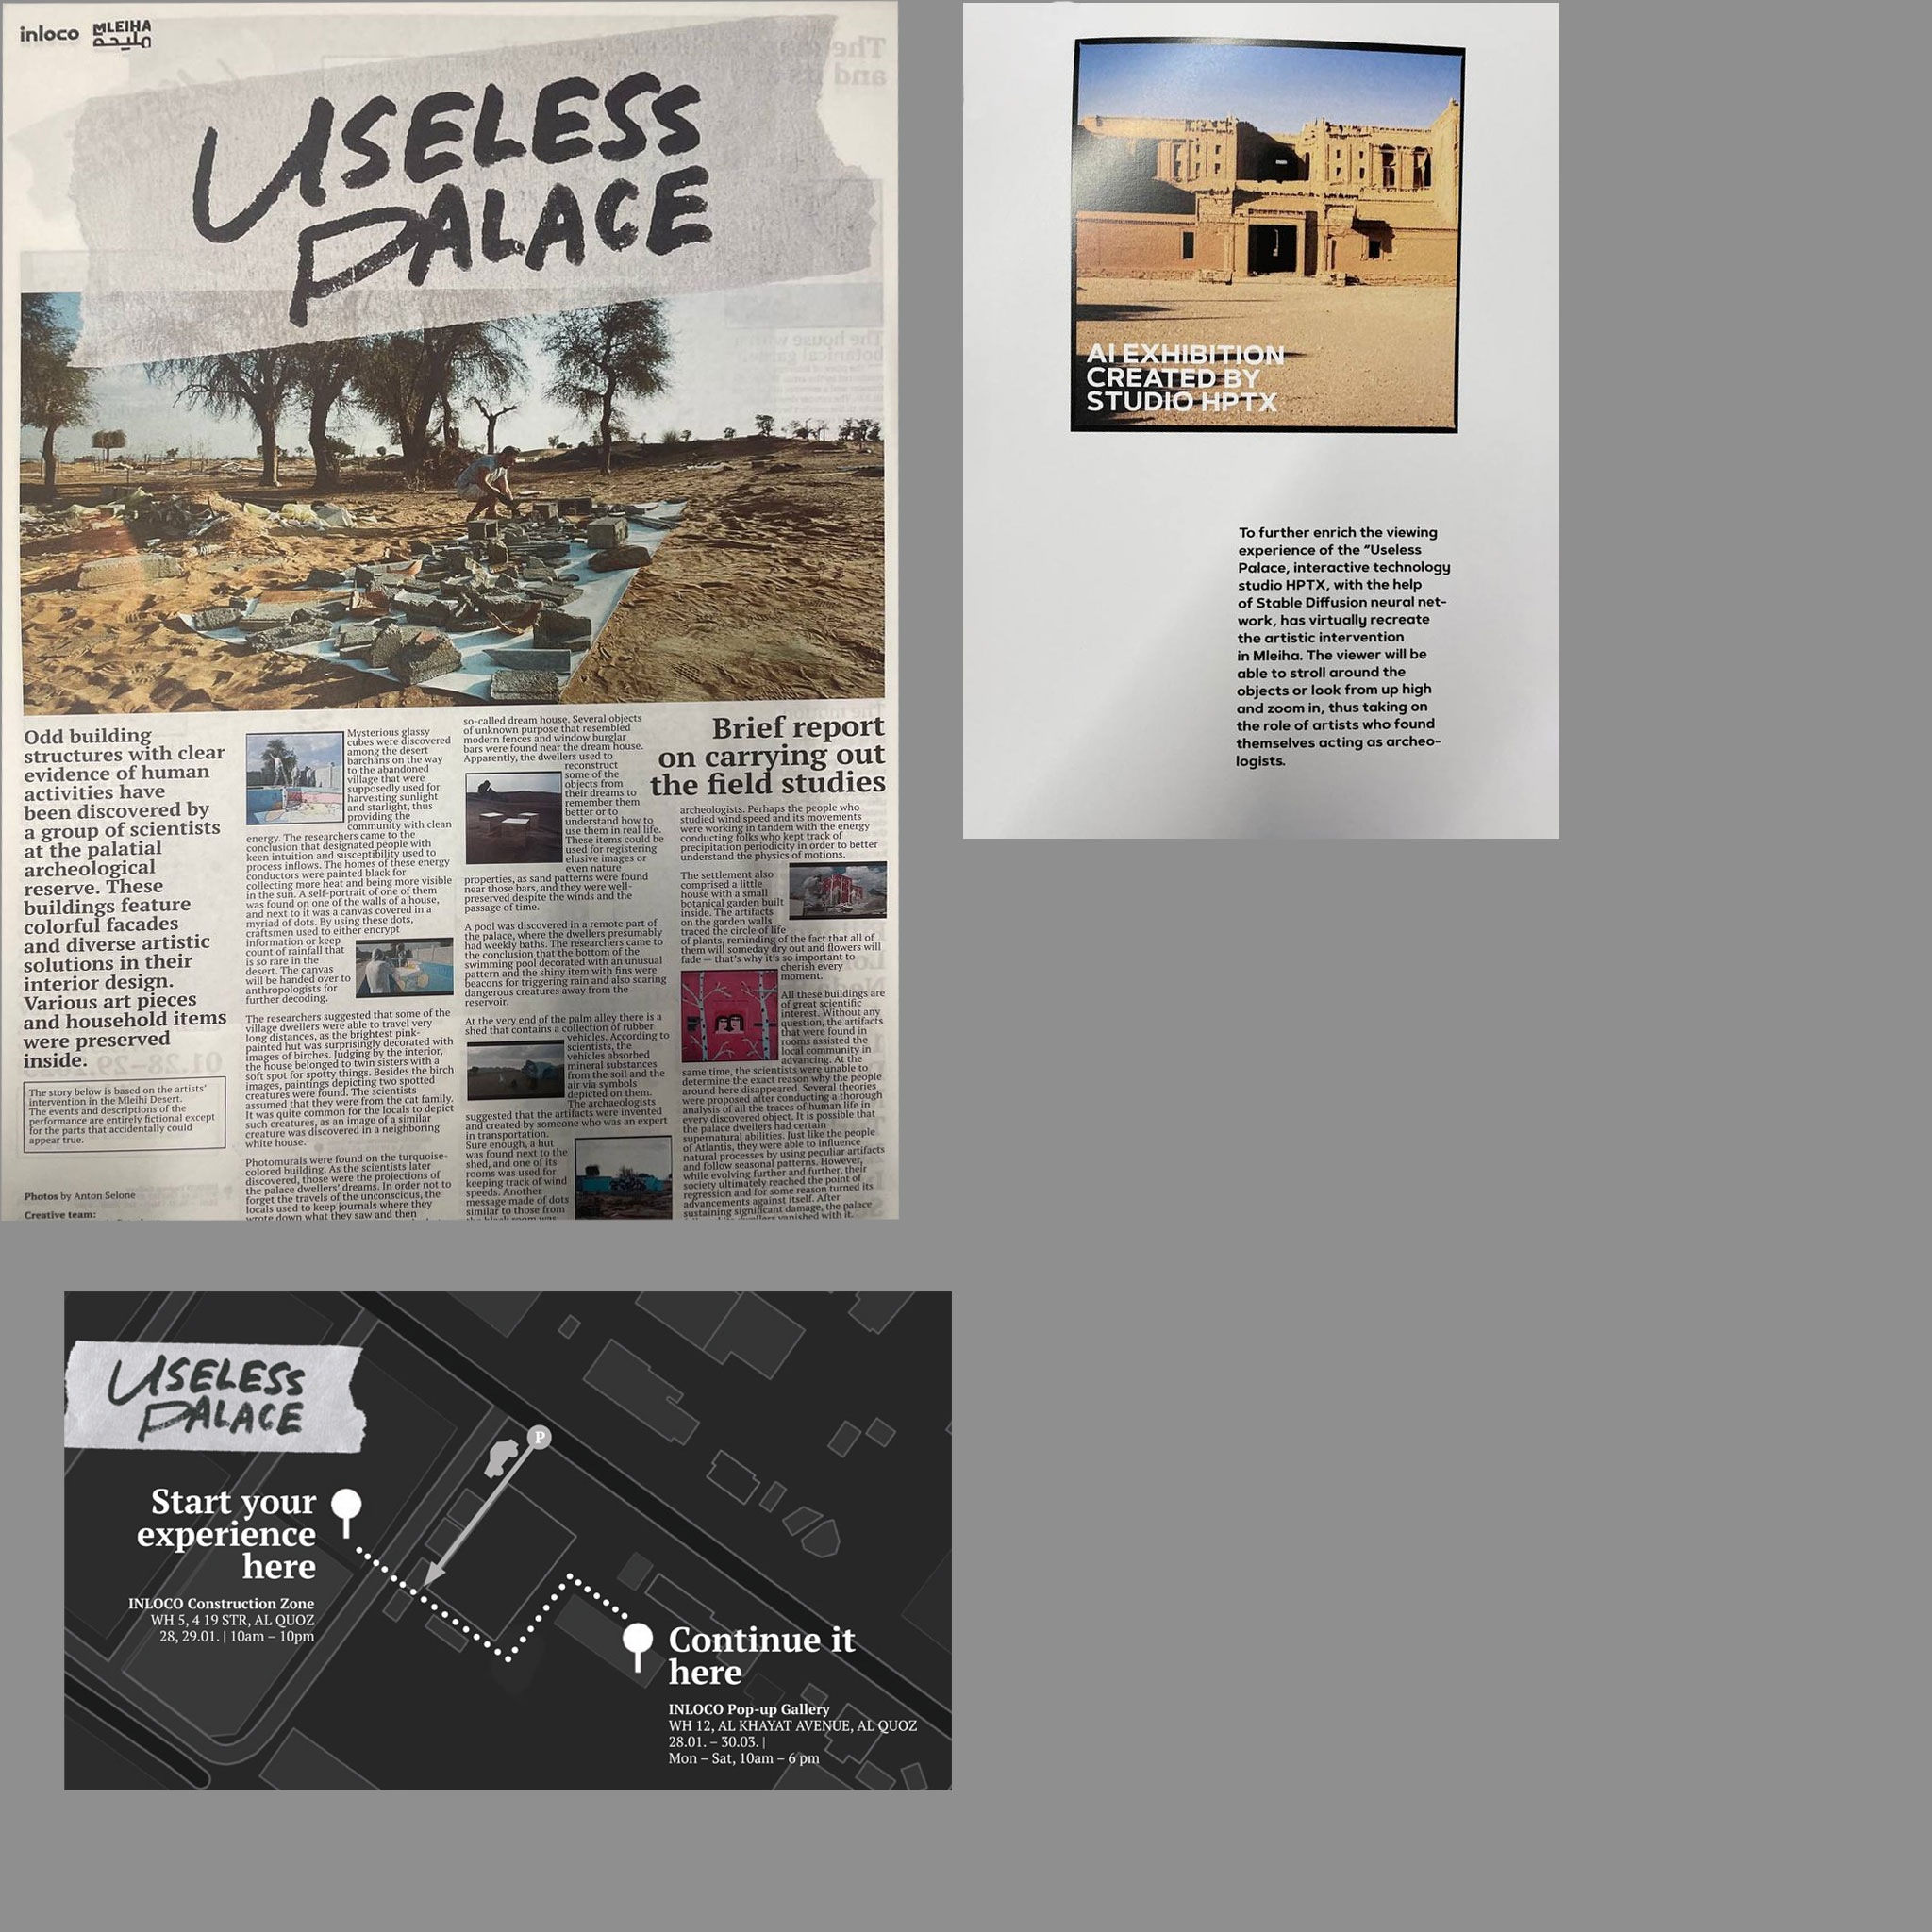 inloco
MLEIHA
مليحة
USELESS
PALACE
Odd building
structures with clear
evidence of human
activities have
been discovered by
a group of scientists
at the palatial
archeological
reserve. These
buildings feature
colorful facades
and diverse artistic
solutions in their
interior design.
Various art pieces
and household items
were preserved
inside.
The story below is based on the artists'
intervention in the Mleihi Desert.
The events and descriptions of the
performance are entirely fictional except
for the parts that accidentally could
appear true.
Photos by Anton Selone
Creative team:
Brief report
on carrying out
the field studies
Mysterious glassy
cubes were discovered
among the desert
barchans on the way
to the abandoned
village that were
supposedly used for
harvesting sunlight
and starlight, thus
providing the
community with clean
energy. The researchers came to the
conclusion that designated people with
keen intuition and susceptibility used to
process inflows. The homes of these energy
conductors were painted black for
collecting more heat and being more visible
in the sun. A self-portrait of one of them
was found on one of the walls of a house,
and next to it was a canvas covered in a
myriad of dots. By using these dots,
craftsmen used to either encrypt
information or keep
count of rainfall that
is so rare in the
desert. The canvas
will be handed over to
anthropologists for
further decoding.
The researchers suggested that some of the
village dwellers were able to travel very
long distances, as the brightest pink-
painted hut was surprisingly decorated with
images of birches. Judging by the interior,
the house belonged to twin sisters with a
soft spot for spotty things. Besides the birch
images, paintings depicting two spotted
creatures were found. The scientists
assumed that they were from the cat family.
It was quite common for the locals to depict
such creatures, as an image of a similar
creature was discovered in a neighboring
white house.
Photomurals were found on the turquoise-
colored building. As the scientists later
discovered, those were the projections of
the palace dwellers' dreams. In order not to
forget the travels of the unconscious, the
locals used to keep journals where they
wrote down what they saw and then
so-called dream house. Several objects
of unknown purpose that resembled
modern fences and window burglar
bars were found near the dream house.
Apparently, the dwellers used to
reconstruct
some of the
objects from
their dreams to
remember them
better or to
understand how to
use them in real life.
These items could be
used for registering
elusive images or
even nature
properties, as sand patterns were found
near those bars, and they were well-
preserved despite the winds and the
passage of time.
A pool was discovered in a remote part of
the palace, where the dwellers presumably
had weekly baths. The researchers came to
the conclusion that the bottom of the
swimming pool decorated with an unusual
pattern and the shiny item with fins were
beacons for triggering rain and also scaring
dangerous creatures away from the
reservoir.
At the very end of the palm alley there is a
shed that contains a collection of rubber
vehicles. According to
scientists, the
vehicles absorbed
mineral substances
from the soil and the
air via symbols
depicted on them.
The archaeologists
suggested that the artifacts were invented
and created by someone who was an expert
in transportation.
Sure enough, a hut
was found next to the
shed, and one of its
rooms was used for
keeping track of wind
speeds. Another
message made of dots
similar to those from
archeologists. Perhaps the people who
studied wind speed and its movements
were working in tandem with the energy
conducting folks who kept track of
precipitation periodicity in order to better
understand the physics of motions.
The settlement also
comprised a little
house with a small
botanical garden built
inside. The artifacts
on the garden walls
traced the circle of life
of plants, reminding of the fact that all of
them will someday dry out and flowers will
fade — that's why it's so important to
cherish every
moment.
All these buildings are
of great scientific
interest. Without any
question, the artifacts
that were found in
rooms assisted the
local community in
advancing. At the
same time, the scientists were unable to
determine the exact reason why the people
around here disappeared. Several theories
were proposed after conducting a thorough
analysis of all the traces of human life in
every discovered object. It is possible that
the palace dwellers had certain
supernatural abilities. Just like the people
of Atlantis, they were able to influence
natural processes by using peculiar artifacts
and follow seasonal patterns. However,
while evolving further and further, their
society ultimately reached the point of
regression and for some reason turned its
advancements against itself. After
sustaining significant damage, the palace
dwellers vanished with it.
AI EXHIBITION
CREATED BY
STUDIO HPTX
To further enrich the viewing
experience of the “Useless
Palace, interactive technology
studio HPTX, with the help
of Stable Diffusion neural net-
work, has virtually recreate
the artistic intervention
in Mleiha. The viewer will be
able to stroll around the
objects or look from up high
and zoom in, thus taking on
the role of artists who found
themselves acting as archeo-
logists.
USELESS
PALACE
P
Start your
experience
here
INLOCO Construction Zone
WH 5, 4 19 STR, AL QUOZ
28, 29.01. | 10am – 10pm
Continue it
here
INLOCO Pop-up Gallery
WH 12, AL KHAYAT AVENUE, AL QUOZ
28.01. – 30.03. |
Mon – Sat, 10am – 6 pm